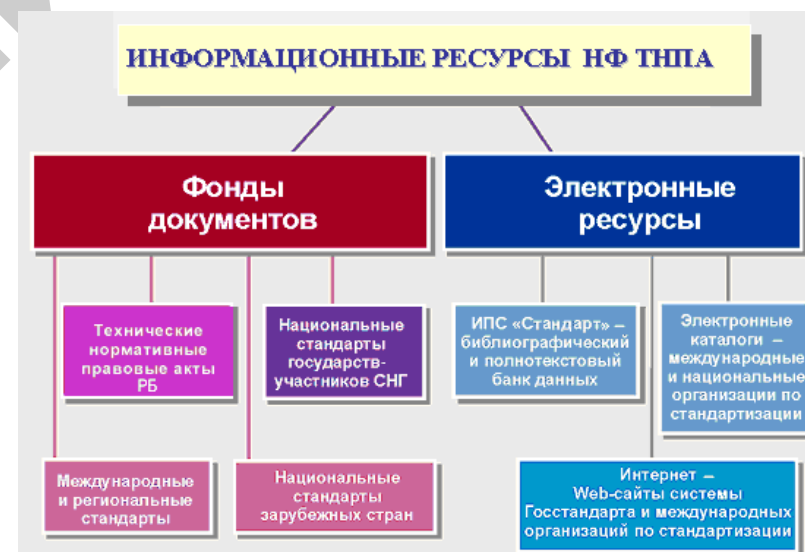 ИНФОРМАЦИОННЫЕ РЕСУРСЫ НФ ТНПА
Фонды
документов
Электронные
ресурсы
Технические
нормативные
правовые акты
РБ
Национальные
стандарты
государств-
участников СНГ
ИПС «Стандарт» –
библиографический
и полнотекстовый
банк данных
Электронные
каталоги –
международные
и национальные
организации по
стандартизации
Международные
и региональные
стандарты
Национальные
стандарты
зарубежных стран
Интернет –
Web-сайты системы
Госстандарта и международных
организаций по стандартизации